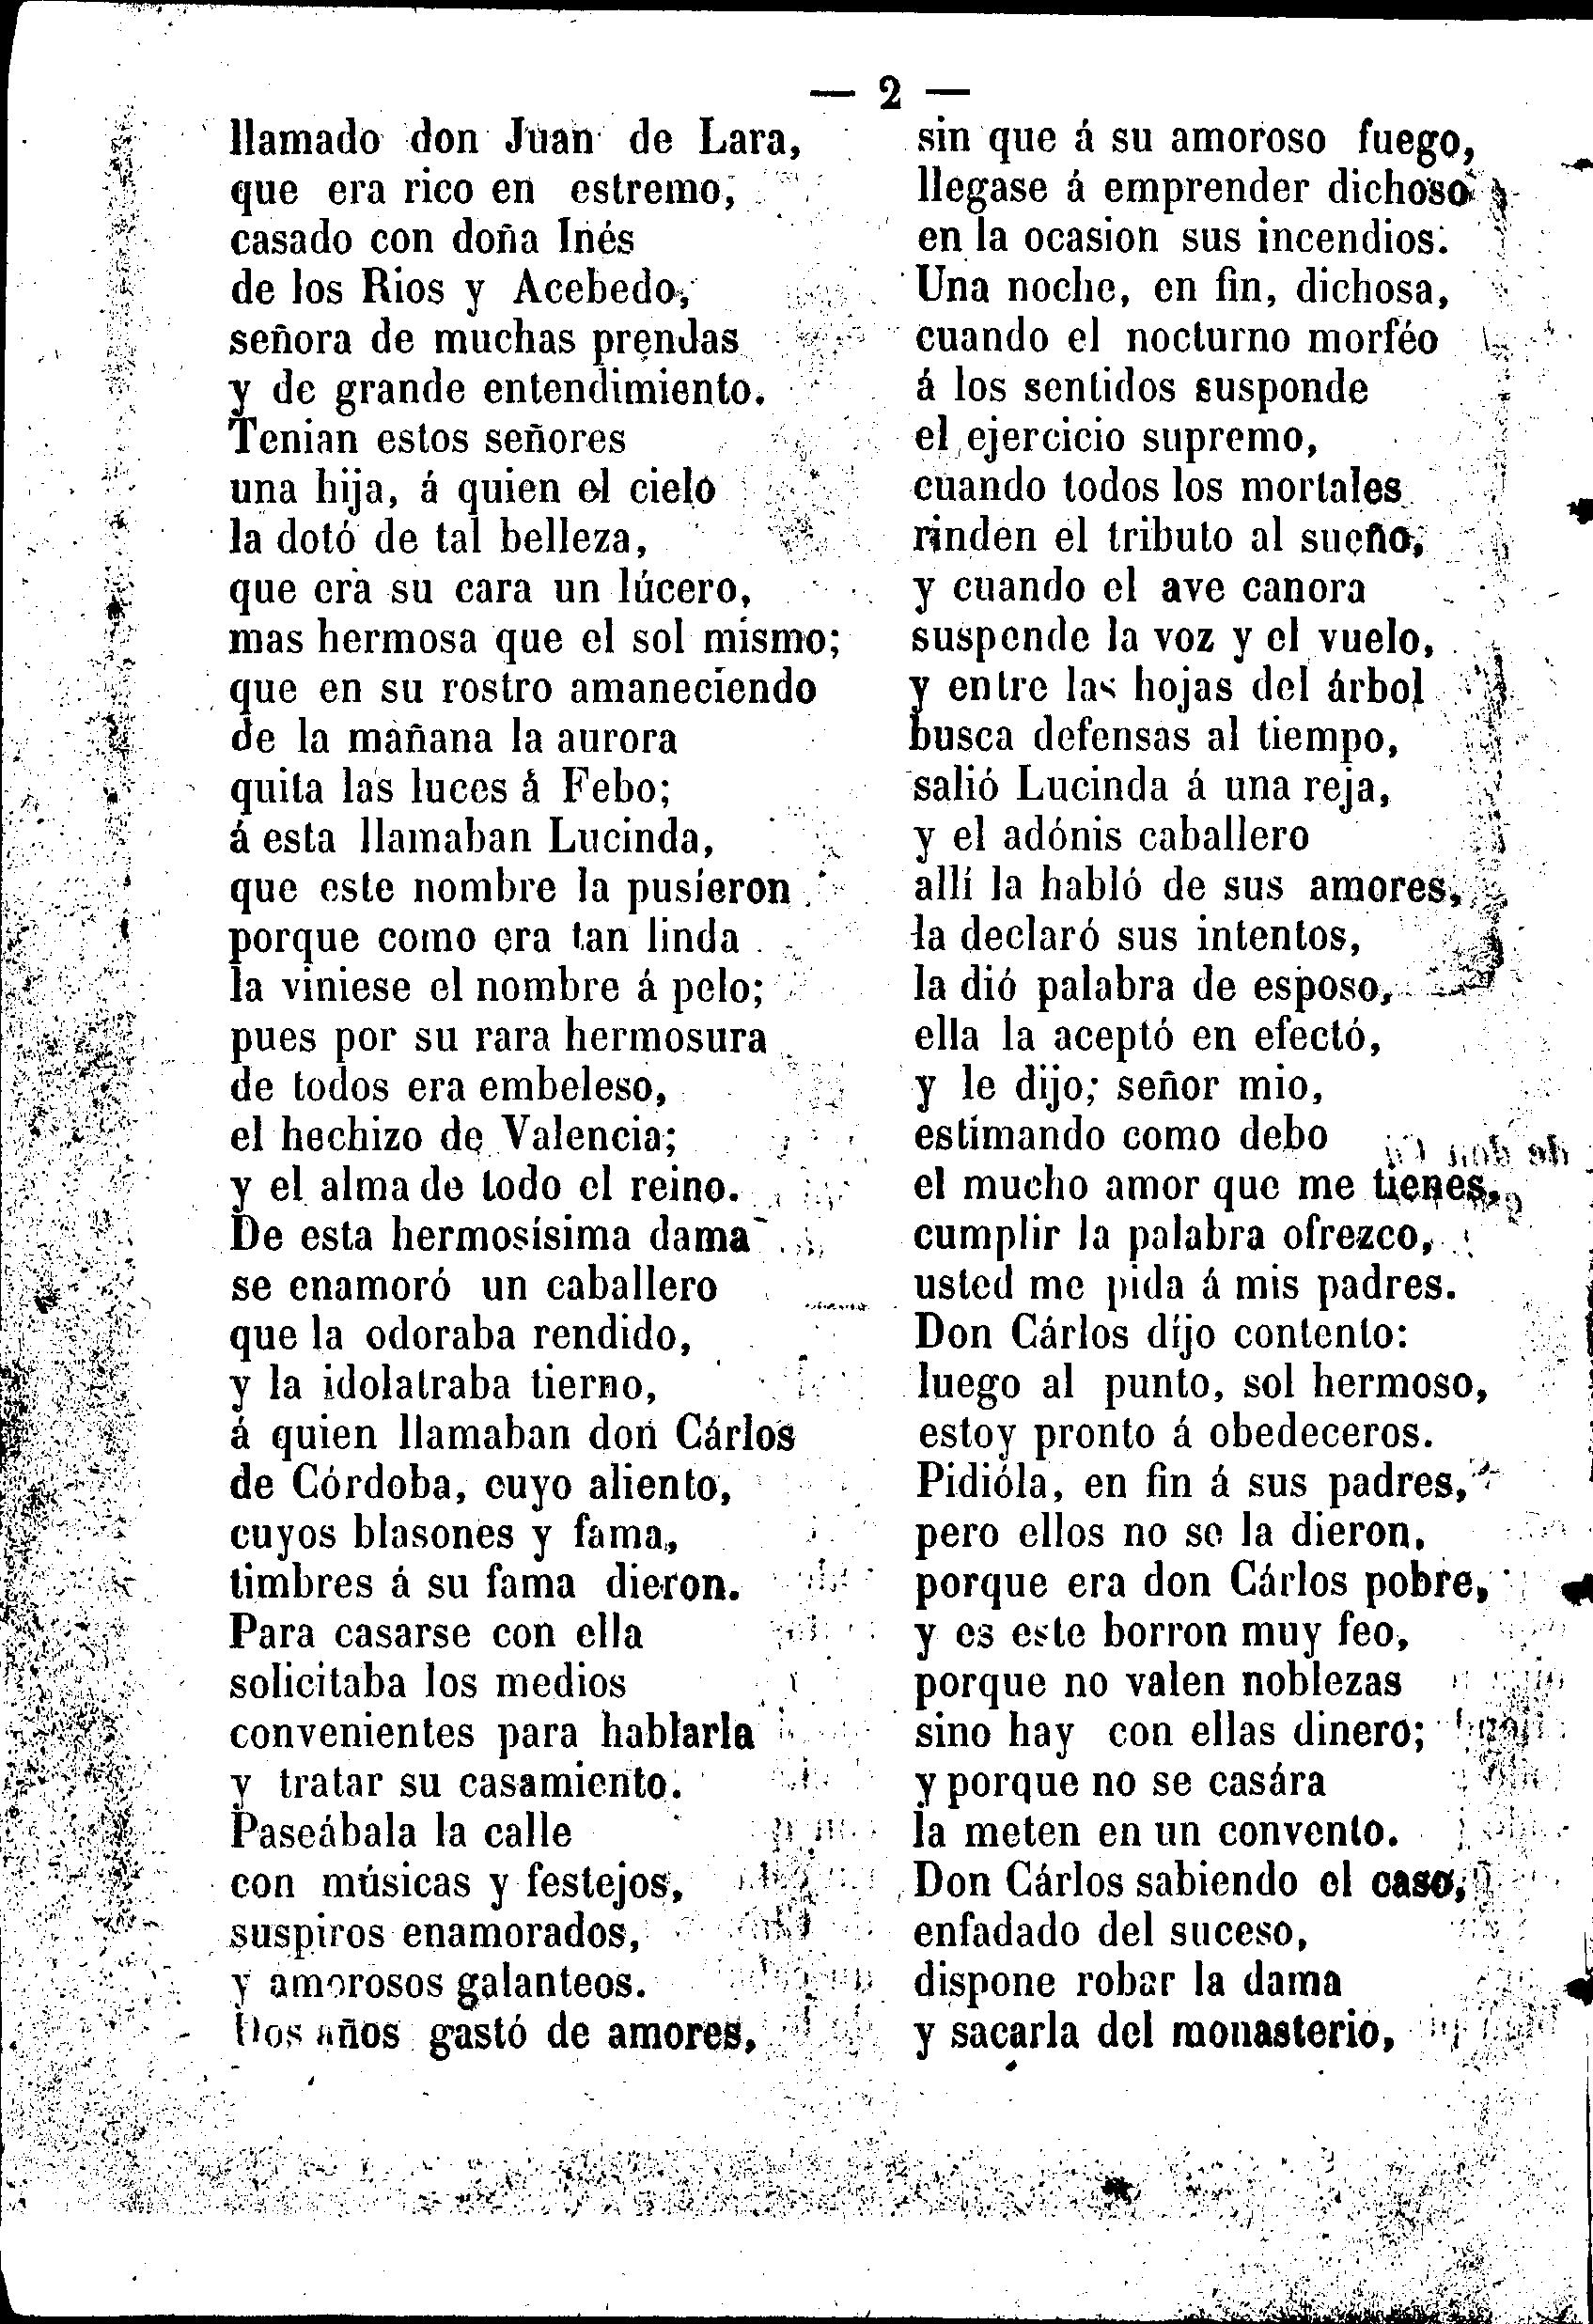 — 2 —
llamado don Juan de Lara,
que era rico en estremo,
casado con doña Inés
de los Rios y Acebedo,
señora de muchas prendas
y de grande entendimiento.
Tenian estos señores
una hija, á quien el cielo
la dotó de tal belleza,
que era su cara un lúcero,
mas hermosa que el sol mismo;
que en su rostro amaneciendo
de la mañana la aurora
quita las luces á Febo;
á esta llamaban Lucinda,
que este nombre la pusieron
porque como era tan linda
la viniese el nombre á pelo;
pues por su rara hermosura
de todos era embeleso,
el hechizo de Valencia;
y el alma de todo el reino.
De esta hermosísima dama
se enamoró un caballero
que la odoraba rendido,
y la idolatraba tierno,
á quien llamaban don Cárlos
de Córdoba, cuyo aliento,
cuyos blasones y fama,
timbres á su fama dieron.
Para casarse con ella
solicitaba los medios
convenientes para hablarla
y tratar su casamiento.
Paseábala la calle
con músicas y festejos,
suspiros enamorados,
y amorosos galanteos.
Dos años gastó de amores,
sin que á su amoroso fuego,
llegase á emprender dichoso
en la ocasion sus incendios.
Una noche, en fin, dichosa,
cuando el nocturno morféo
á los sentidos susponde
el ejercicio supremo,
cuando todos los mortales
rinden el tributo al sueño,
y cuando el ave canora
suspende la voz y el vuelo,
y entre las hojas del árbol
busca defensas al tiempo,
salió Lucinda á una reja,
y el adónis caballero
allí la habló de sus amores,
la declaró sus intentos,
la dió palabra de esposo,
ella la aceptó en efectó,
y le dijo; señor mio,
estimando como debo
el mucho amor que me tienes,
cumplir la palabra ofrezco,
usted me pida á mis padres.
Don Cárlos díjo contento:
luego al punto, sol hermoso,
estoy pronto á obedeceros.
Pidióla, en fin á sus padres,
pero ellos no se la dieron,
porque era don Cárlos pobre,
y es este borron muy feo,
porque no valen noblezas
sino hay con ellas dinero;
y porque no se casára
la meten en un convento.
Don Cárlos sabiendo el caso,
enfadado del suceso,
dispone robar la dama
y sacarla del monasterio,